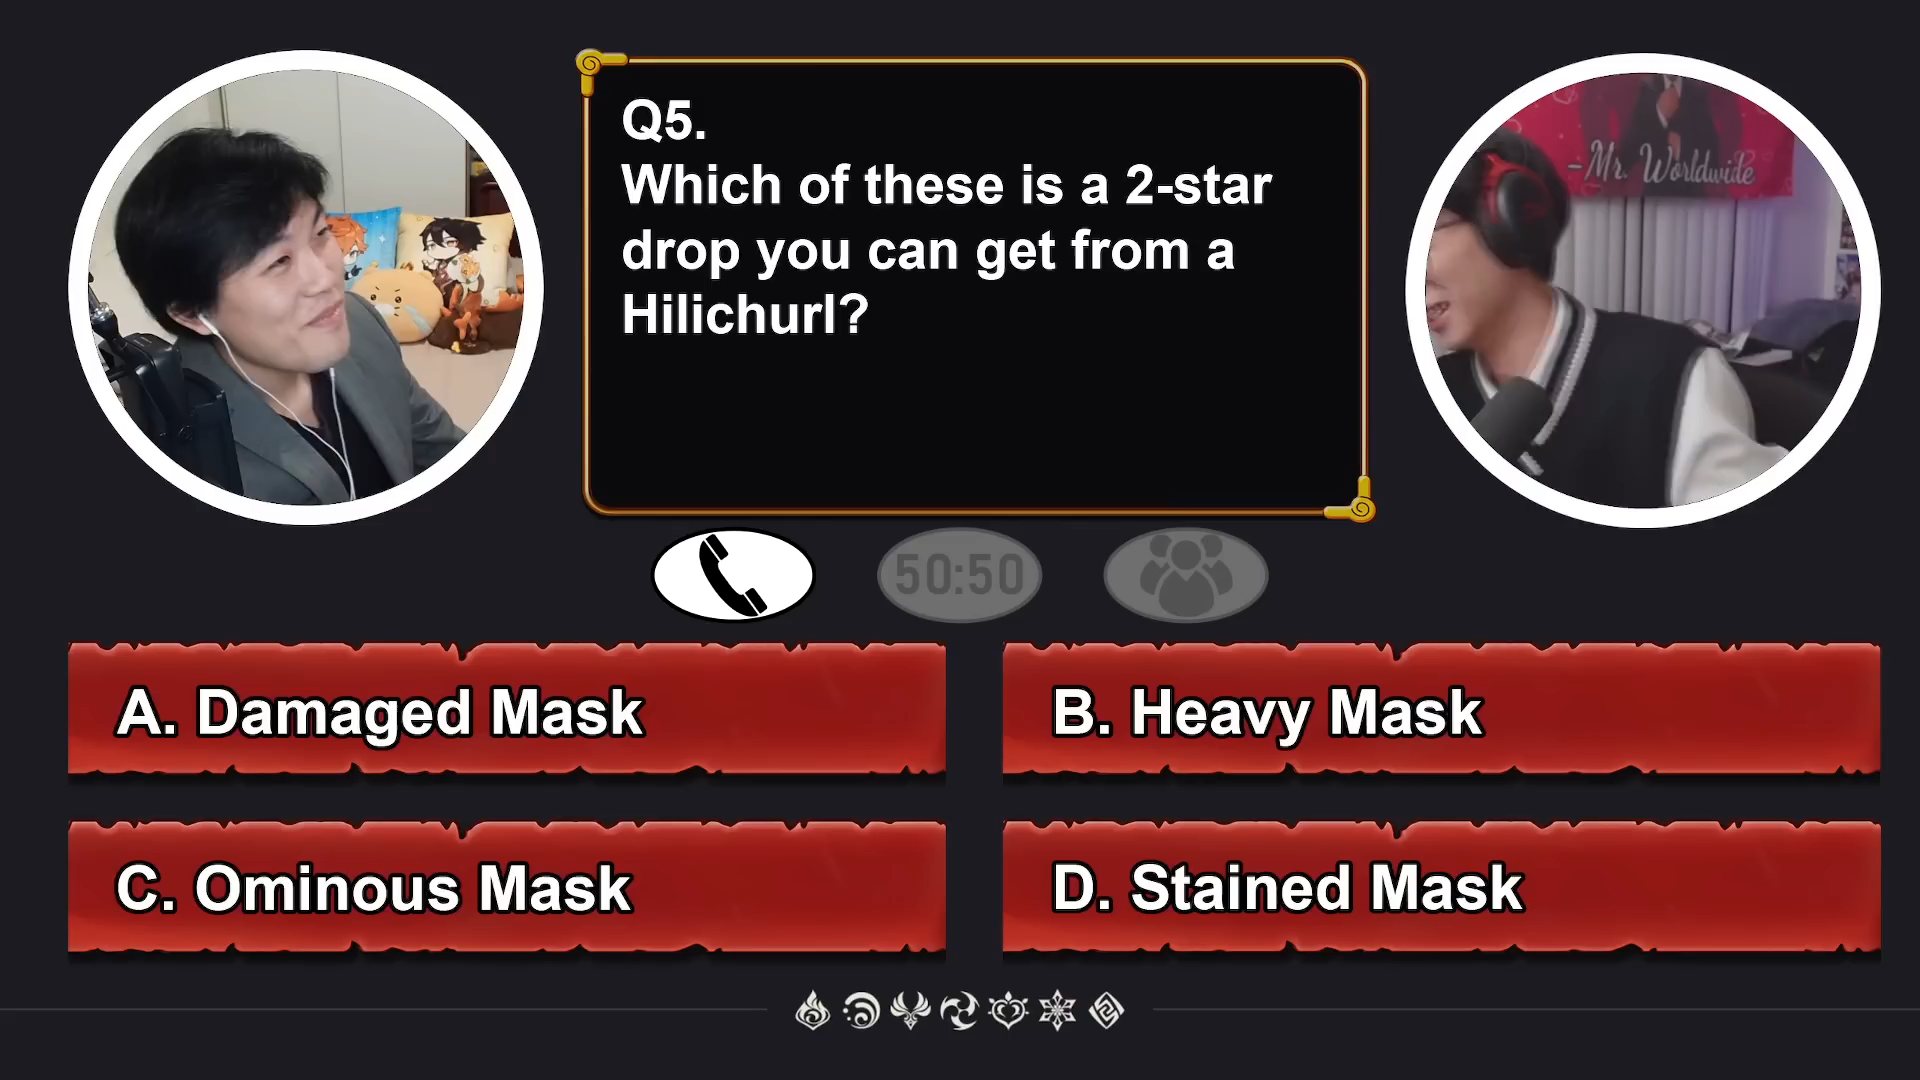 Q5.
Which of these is a 2-star
drop you can get from a
Hilichurl?
-Mr. Worldwide
50:50
A. Damaged Mask
B. Heavy Mask
C. Ominous Mask
D. Stained Mask